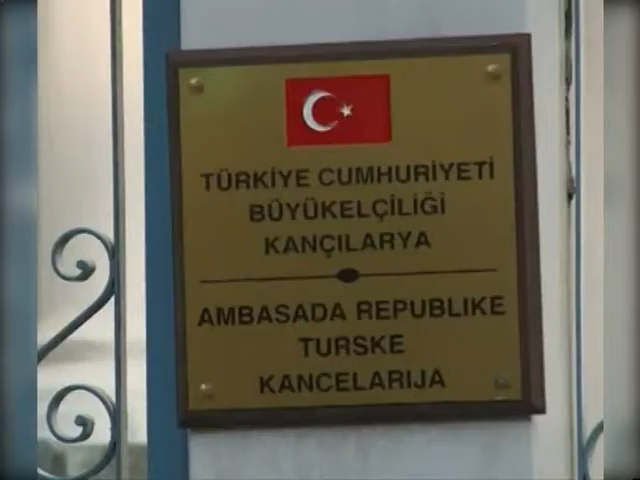 TÜRKİYE CUMHURİYETİ
BÜYÜKELÇİLİĞİ
KANÇILARYA
AMBASADA REPUBLIKE
TURSKE
KANCELARIJA